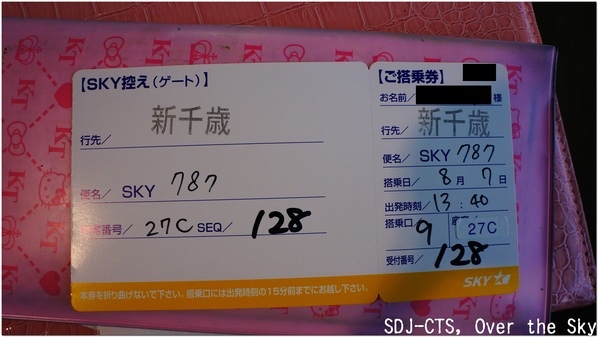 【SKY控え(ゲート)】
行先/ 新千歳
便名/ SKY 787
番号/ 27C SEQ/ 128
本券を折り曲げないで下さい。搭乗口には出発時刻の15分前までにお越し下さい。
【ご搭乗券】
お名前/ 様
行先/ 新千歳
便名/ SKY 787
搭乗日/ 8月7日
出発時刻/ 13:40
搭乗口/ 9
27C
受付番号/ 128
SKY
KT
KT
KT
KT
SDJ-CTS, Over the Sky